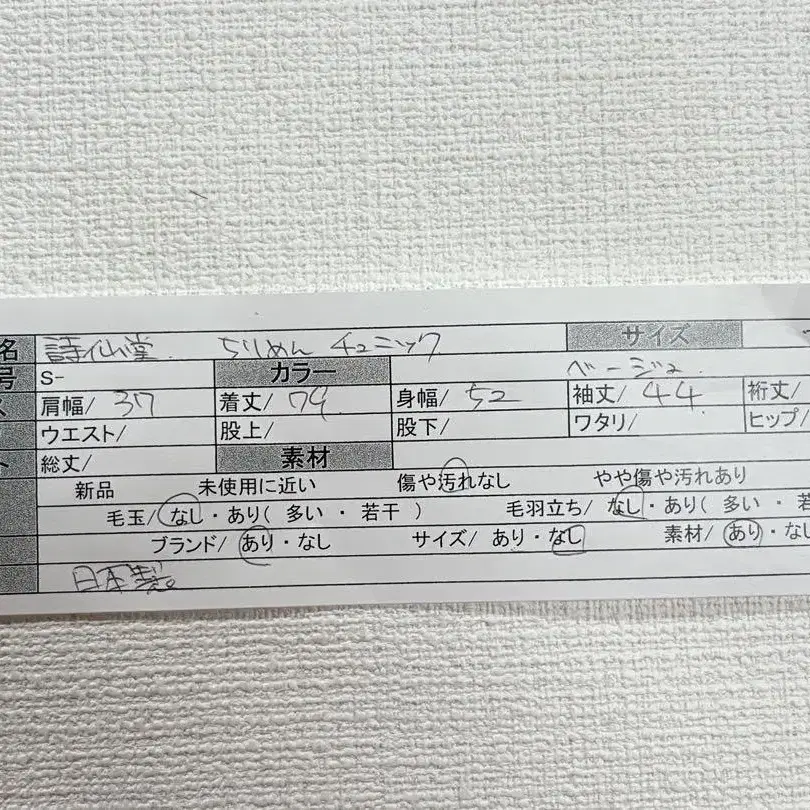 名 詩仙堂. ちりめん チュニック サイズ
号 S- カラー ベージュ.
肩幅/ 37 着丈/ 79 身幅/ 52 袖丈/ 44 裄丈/
ウエスト/ 股上/ 股下/ ワタリ/ ヒップ/
ト 総丈/ 素材
新品 未使用に近い 傷や汚れなし やや傷や汚れあり
毛玉/ なし・あり( 多い ・ 若干 ) 毛羽立ち/ なし・あり( 多い ・ 若
ブランド/ あり・なし サイズ/ あり・なし 素材/ あり・なし
日本製。